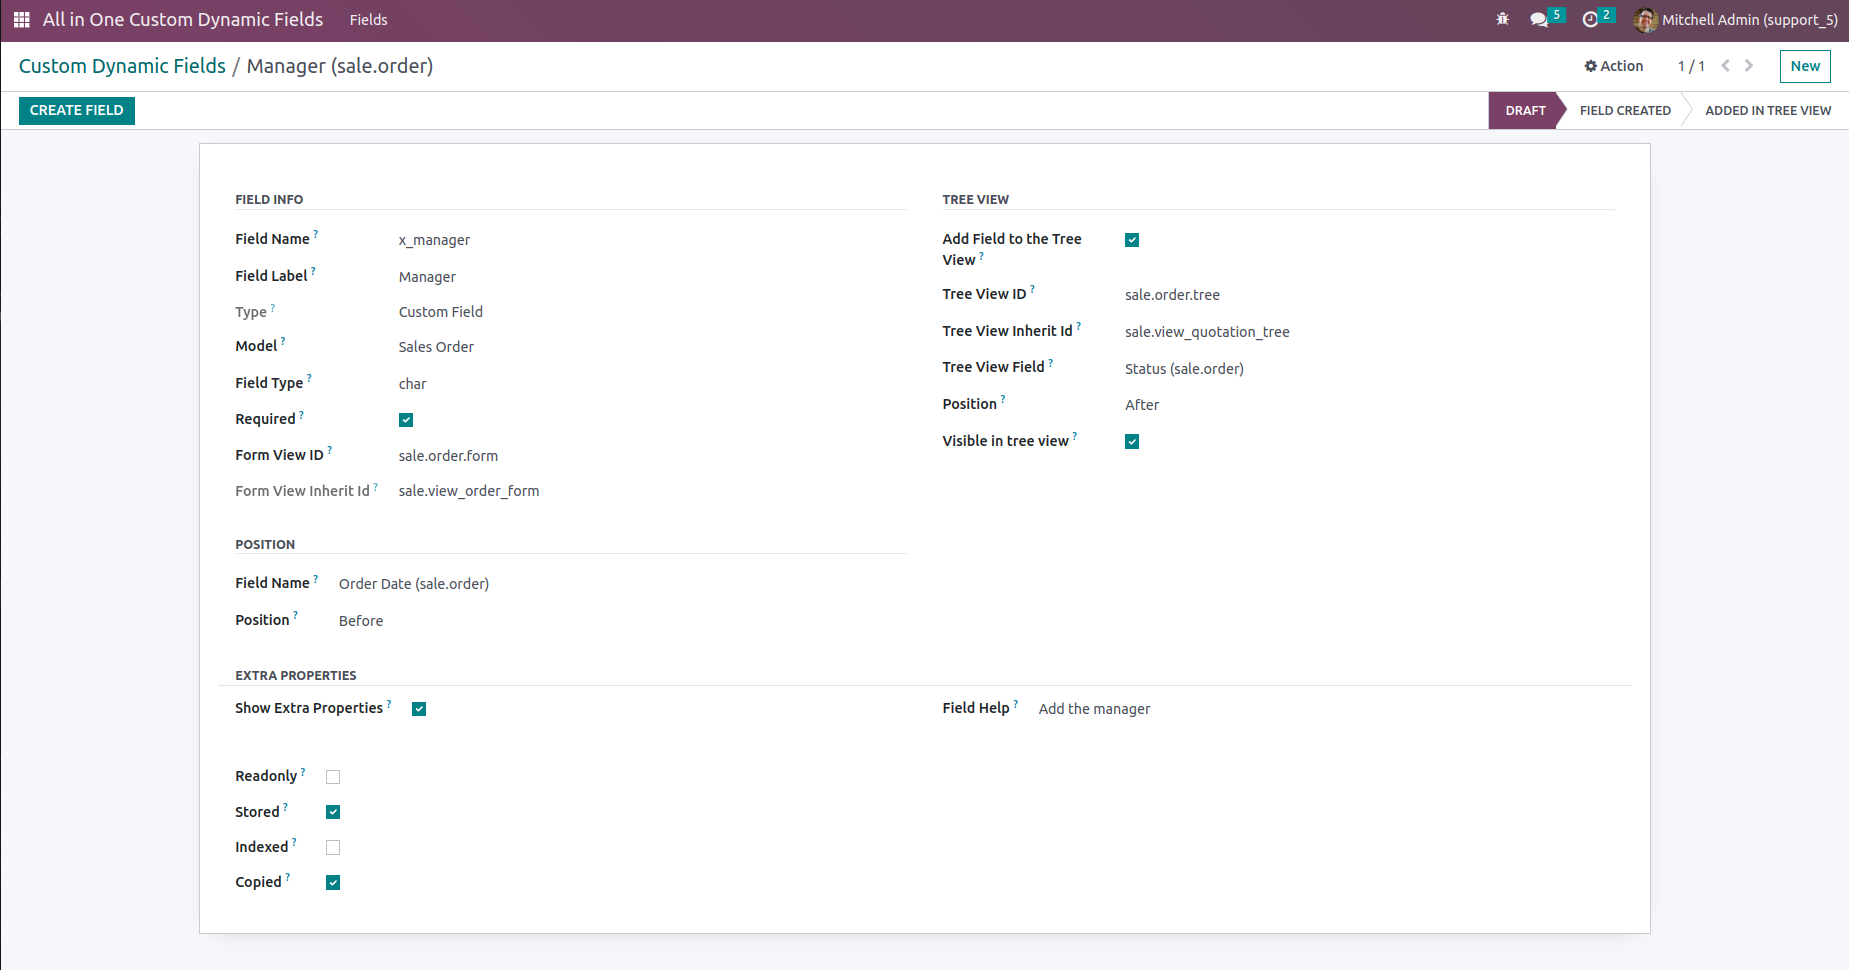 All in One Custom Dynamic Fields Fields 5 2 Mitchell Admin (support_5)
Custom Dynamic Fields / Manager (sale.order) Action 1 / 1 New
CREATE FIELD DRAFT FIELD CREATED ADDED IN TREE VIEW
FIELD INFO
Field Name ? x_manager
Field Label ? Manager
Type ? Custom Field
Model ? Sales Order
Field Type ? char
Required ?
Form View ID ? sale.order.form
Form View Inherit Id ? sale.view_order_form
TREE VIEW
Add Field to the Tree
View ?
Tree View ID ? sale.order.tree
Tree View Inherit Id ? sale.view_quotation_tree
Tree View Field ? Status (sale.order)
Position ? After
Visible in tree view ?
POSITION
Field Name ? Order Date (sale.order)
Position ? Before
EXTRA PROPERTIES
Show Extra Properties ?
Field Help ? Add the manager
Readonly ?
Stored ?
Indexed ?
Copied ?